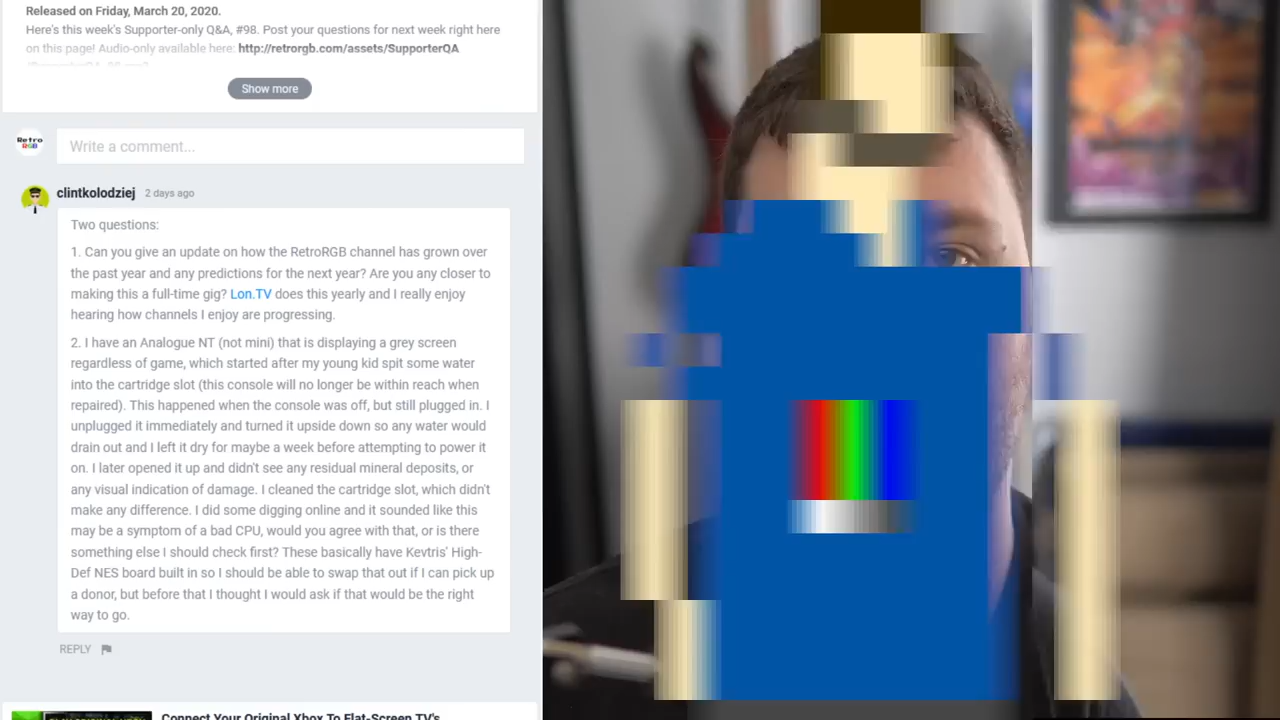 Released on Friday, March 20, 2020.
Here's this week's Supporter-only Q&A, #98. Post your questions for next week right here
on this page! Audio-only available here: http://retrorgb.com/assets/SupporterQA
Show more
Retro
RGB
Write a comment...
clintkolodziej 2 days ago
Two questions:
1. Can you give an update on how the RetroRGB channel has grown over
the past year and any predictions for the next year? Are you any closer to
making this a full-time gig? Lon.TV does this yearly and I really enjoy
hearing how channels I enjoy are progressing.
2. I have an Analogue NT (not mini) that is displaying a grey screen
regardless of game, which started after my young kid spit some water
into the cartridge slot (this console will no longer be within reach when
repaired). This happened when the console was off, but still plugged in. I
unplugged it immediately and turned it upside down so any water would
drain out and I left it dry for maybe a week before attempting to power it
on. I later opened it up and didn't see any residual mineral deposits, or
any visual indication of damage. I cleaned the cartridge slot, which didn't
make any difference. I did some digging online and it sounded like this
may be a symptom of a bad CPU, would you agree with that, or is there
something else I should check first? These basically have Kevtris' High-
Def NES board built in so I should be able to swap that out if I can pick up
a donor, but before that I thought I would ask if that would be the right
way to go.
REPLY
Connect Your Original Xbox To Flat-Screen TV's